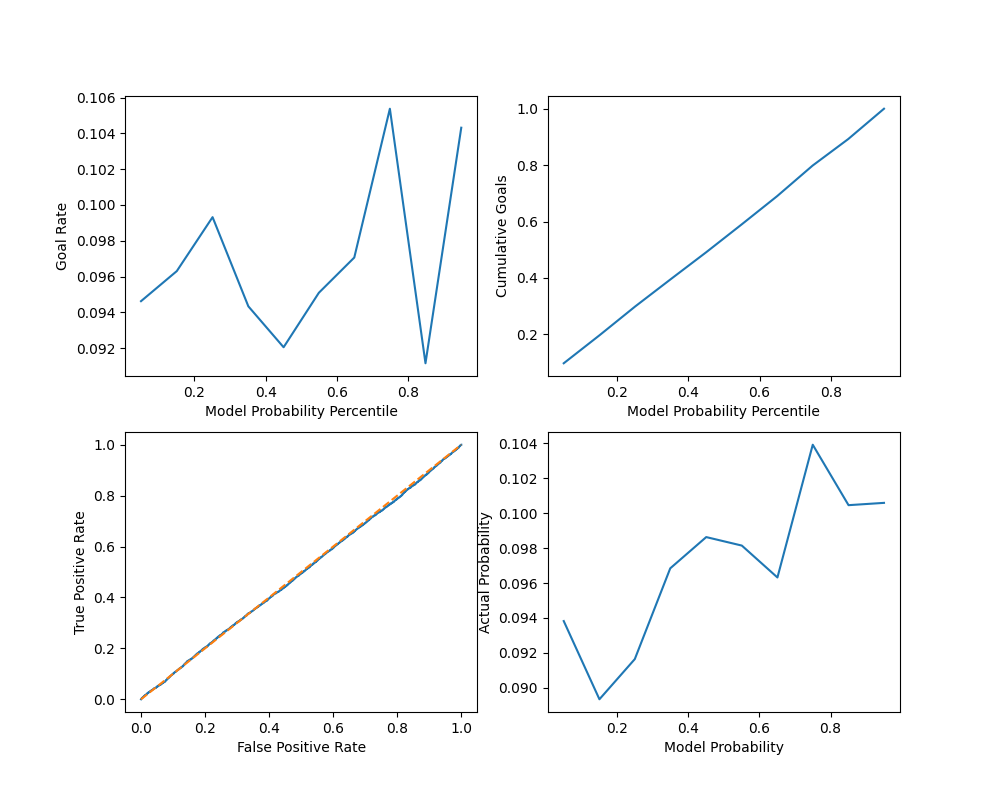 0.106
0.104
0.102
0.100
0.098
0.096
0.094
0.092
Goal Rate
0.2 0.4 0.6 0.8
Model Probability Percentile
1.0
0.8
0.6
0.4
0.2
Cumulative Goals
0.2 0.4 0.6 0.8
Model Probability Percentile
1.0
0.8
0.6
0.4
0.2
0.0
True Positive Rate
0.0 0.2 0.4 0.6 0.8 1.0
False Positive Rate
0.104
0.102
0.100
0.098
0.096
0.094
0.092
0.090
Actual Probability
0.2 0.4 0.6 0.8
Model Probability